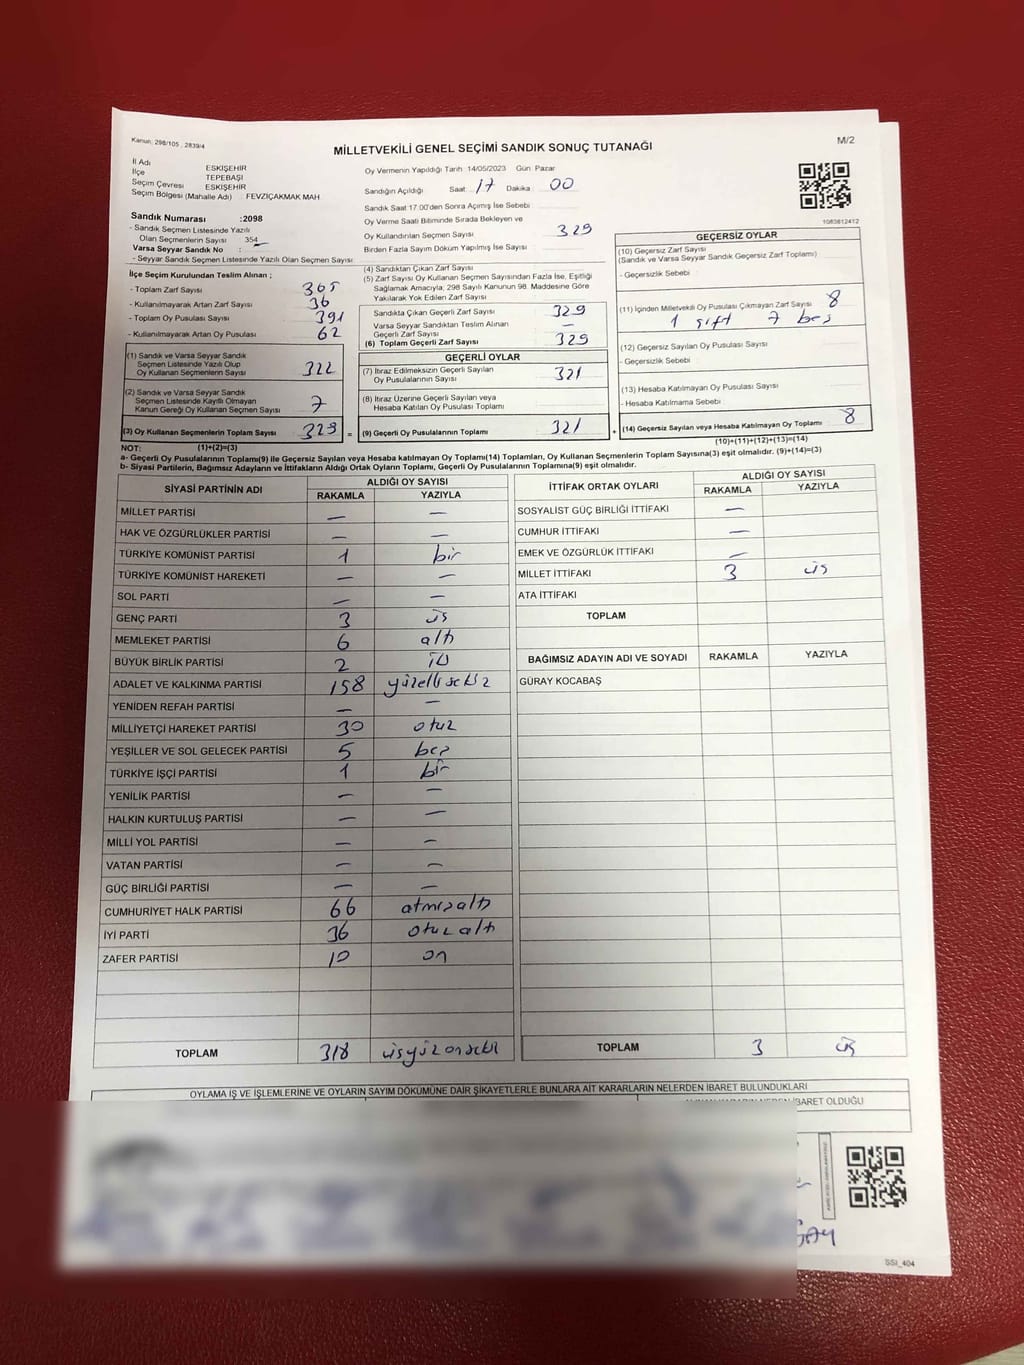 Kanun: 298/105 , 2839/4
MİLLETVEKİLİ GENEL SEÇİMİ SANDIK SONUÇ TUTANAĞI
M/2
İl Adı ESKİŞEHİR
İlçe TEPEBAŞI
Seçim Çevresi ESKİŞEHİR
Seçim Bölgesi (Mahalle Adı) FEVZİÇAKMAK MAH
Sandık Numarası :2098
- Sandık Seçmen Listesinde Yazılı
Olan Seçmenlerin Sayısı 354
Varsa Seyyar Sandık No :
- Seyyar Sandık Seçmen Listesinde Yazılı Olan Seçmen Sayısı
Oy Vermenin Yapıldığı Tarih 14/05/2023 Gün Pazar
Sandığın Açıldığı Saat 17 Dakika 00
Sandık Saat 17.00'den Sonra Açılmış İse Sebebi
Oy Verme Saati Bitiminde Sırada Bekleyen ve
Oy Kullandırılan Seçmen Sayısı 329
Birden Fazla Sayım Döküm Yapılmış İse Sayısı
1083612472
İlçe Seçim Kurulundan Teslim Alınan ;
- Toplam Zarf Sayısı 365
- Kullanılmayarak Artan Zarf Sayısı 36
- Toplam Oy Pusulası Sayısı 391
- Kullanılmayarak Artan Oy Pusulası 62
(1) Sandık ve Varsa Seyyar Sandık
Seçmen Listesinde Yazılı Olup
Oy Kullanan Seçmenlerin Sayısı 322
(2) Sandık ve Varsa Seyyar Sandık
Seçmen Listesinde Kayıtlı Olmayan
Kanun Gereği Oy Kullanan Seçmen Sayısı 7
(3) Oy Kullanan Seçmenlerin Toplam Sayısı 329 =
(4) Sandıktan Çıkan Zarf Sayısı
(5) Zarf Sayısı Oy Kullanan Seçmen Sayısından Fazla İse, Eşitliği
Sağlamak Amacıyla, 298 Sayılı Kanunun 98. Maddesine Göre
Yakılarak Yok Edilen Zarf Sayısı
Sandıkta Çıkan Geçerli Zarf Sayısı 329
Varsa Seyyar Sandıktan Teslim Alınan
Geçerli Zarf Sayısı —
(6) Toplam Geçerli Zarf Sayısı 329
GEÇERLİ OYLAR
(7) İtiraz Edilmeksizin Geçerli Sayılan
Oy Pusulalarının Sayısı 321
(8) İtiraz Üzerine Geçerli Sayılan veya
Hesaba Katılan Oy Pusulası Toplamı
(9) Geçerli Oy Pusulalarının Toplamı 321 +
GEÇERSİZ OYLAR
(10) Geçersiz Zarf Sayısı
(Sandık ve Varsa Seyyar Sandık Geçersiz Zarf Toplamı)
- Geçersizlik Sebebi
(11) İçinden Milletvekili Oy Pusulası Çıkmayan Zarf Sayısı 8
1 çift 7 boş
(12) Geçersiz Sayılan Oy Pusulası Sayısı
- Geçersizlik Sebebi
(13) Hesaba Katılmayan Oy Pusulası Sayısı
- Hesaba Katılmama Sebebi
(14) Geçersiz Sayılan veya Hesaba Katılmayan Oy Toplamı 8
NOT: (1)+(2)=(3)
(10)+(11)+(12)+(13)=(14)
a- Geçerli Oy Pusulalarının Toplamı(9) ile Geçersiz Sayılan veya Hesaba katılmayan Oy Toplamı(14) Toplamları, Oy Kullanan Seçmenlerin Toplam Sayısına(3) eşit olmalıdır. (9)+(14)=(3)
b- Siyasi Partilerin, Bağımsız Adayların ve İttifakların Aldığı Ortak Oyların Toplamı, Geçerli Oy Pusulalarının Toplamına(9) eşit olmalıdır.
SİYASİ PARTİNİN ADI ALDIĞI OY SAYISI
RAKAMLA YAZIYLA
MİLLET PARTİSİ — —
HAK VE ÖZGÜRLÜKLER PARTİSİ — —
TÜRKİYE KOMÜNİST PARTİSİ 1 bir
TÜRKİYE KOMÜNİST HAREKETİ — —
SOL PARTİ — —
GENÇ PARTİ 3 üç
MEMLEKET PARTİSİ 6 altı
BÜYÜK BİRLİK PARTİSİ 2 iki
ADALET VE KALKINMA PARTİSİ 158 yüzellisekiz
YENİDEN REFAH PARTİSİ — —
MİLLİYETÇİ HAREKET PARTİSİ 30 otuz
YEŞİLLER VE SOL GELECEK PARTİSİ 5 beş
TÜRKİYE İŞÇİ PARTİSİ 1 bir
YENİLİK PARTİSİ — —
HALKIN KURTULUŞ PARTİSİ — —
MİLLİ YOL PARTİSİ — —
VATAN PARTİSİ — —
GÜÇ BİRLİĞİ PARTİSİ — —
CUMHURİYET HALK PARTİSİ 66 atmışaltı
İYİ PARTİ 36 otuzaltı
ZAFER PARTİSİ 10 on
TOPLAM 318 üçyüzonsekiz
İTTİFAK ORTAK OYLARI ALDIĞI OY SAYISI
RAKAMLA YAZIYLA
SOSYALİST GÜÇ BİRLİĞİ İTTİFAKI —
CUMHUR İTTİFAKI —
EMEK VE ÖZGÜRLÜK İTTİFAKI —
MİLLET İTTİFAKI 3 üç
ATA İTTİFAKI
TOPLAM
BAĞIMSIZ ADAYIN ADI VE SOYADI RAKAMLA YAZIYLA
GÜRAY KOCABAŞ
TOPLAM 3 üç
OYLAMA İŞ VE İŞLEMLERİNE VE OYLARIN SAYIM DÖKÜMÜNE DAİR ŞİKAYETLERLE BUNLARA AİT KARARLARIN NELERDEN İBARET BULUNDUKLARI
İBARET OLDUĞU
SSI_404